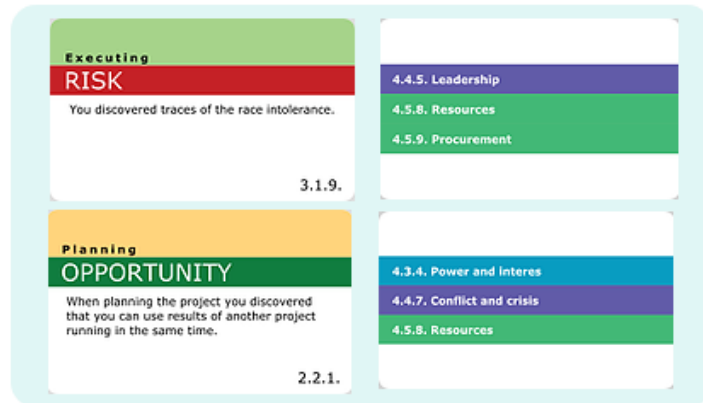 Executing
RISK
You discovered traces of the race intolerance.
3.1.9.
4.4.5. Leadership
4.5.8. Resources
4.5.9. Procurement
Planning
OPPORTUNITY
When planning the project you discovered
that you can use results of another project
running in the same time.
2.2.1.
4.3.4. Power and interes
4.4.7. Conflict and crisis
4.5.8. Resources